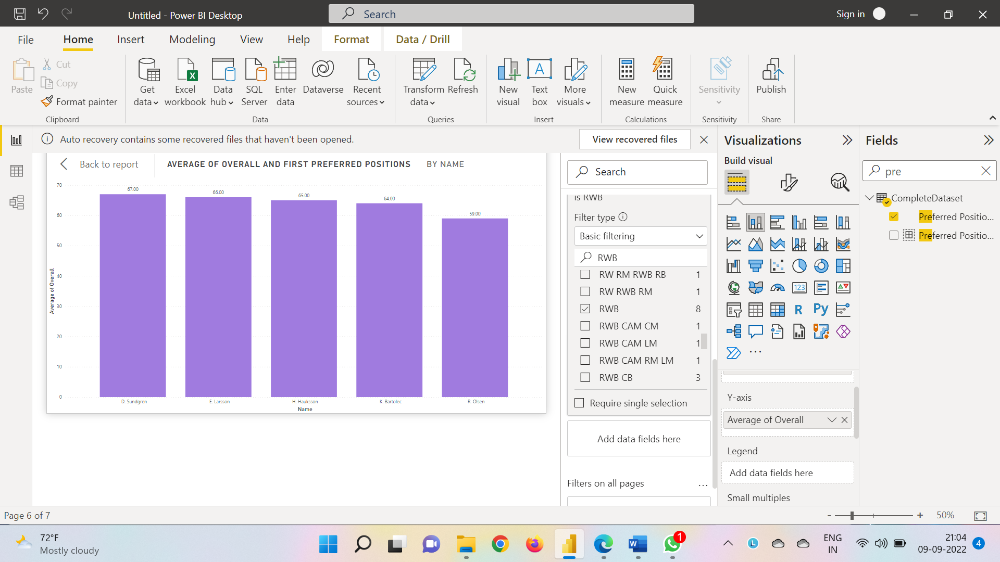 Untitled - Power BI Desktop
Search
Sign in
File
Home
Insert
Modeling
View
Help
Format
Data / Drill
Paste
Cut
Copy
Format painter
Clipboard
Get data
Excel workbook
Data hub
SQL Server
Enter data
Dataverse
Recent sources
Data
Transform data
Refresh
Queries
New visual
Text box
More visuals
Insert
New measure
Quick measure
Calculations
Sensitivity
Sensitivity
Publish
Share
Auto recovery contains some recovered files that haven't been opened.
View recovered files
Back to report
AVERAGE OF OVERALL AND FIRST PREFERRED POSITIONS
BY NAME
70
60
50
40
30
20
10
0
Average of Overall
67.00
66.00
65.00
64.00
59.00
D. Sundgren
E. Larsson
H. Hauksson
K. Bartolec
R. Olsen
Name
Search
is RWB
Filter type
Basic filtering
RWB
RW RM RWB RB 1
RW RWB RM 1
RWB 8
RWB CAM CM 1
RWB CAM LM 1
RWB CAM RM LM 1
RWB CB 3
Require single selection
Add data fields here
Filters on all pages
...
Visualizations
Build visual
123
R
Py
...
Y-axis
Average of Overall
Legend
Add data fields here
Small multiples
Fields
pre
CompleteDataset
Preferred Positio...
Preferred Positio...
Page 6 of 7
- + 50%
72°F
Mostly cloudy
1
L
ENG
IN
21:04
09-09-2022
4